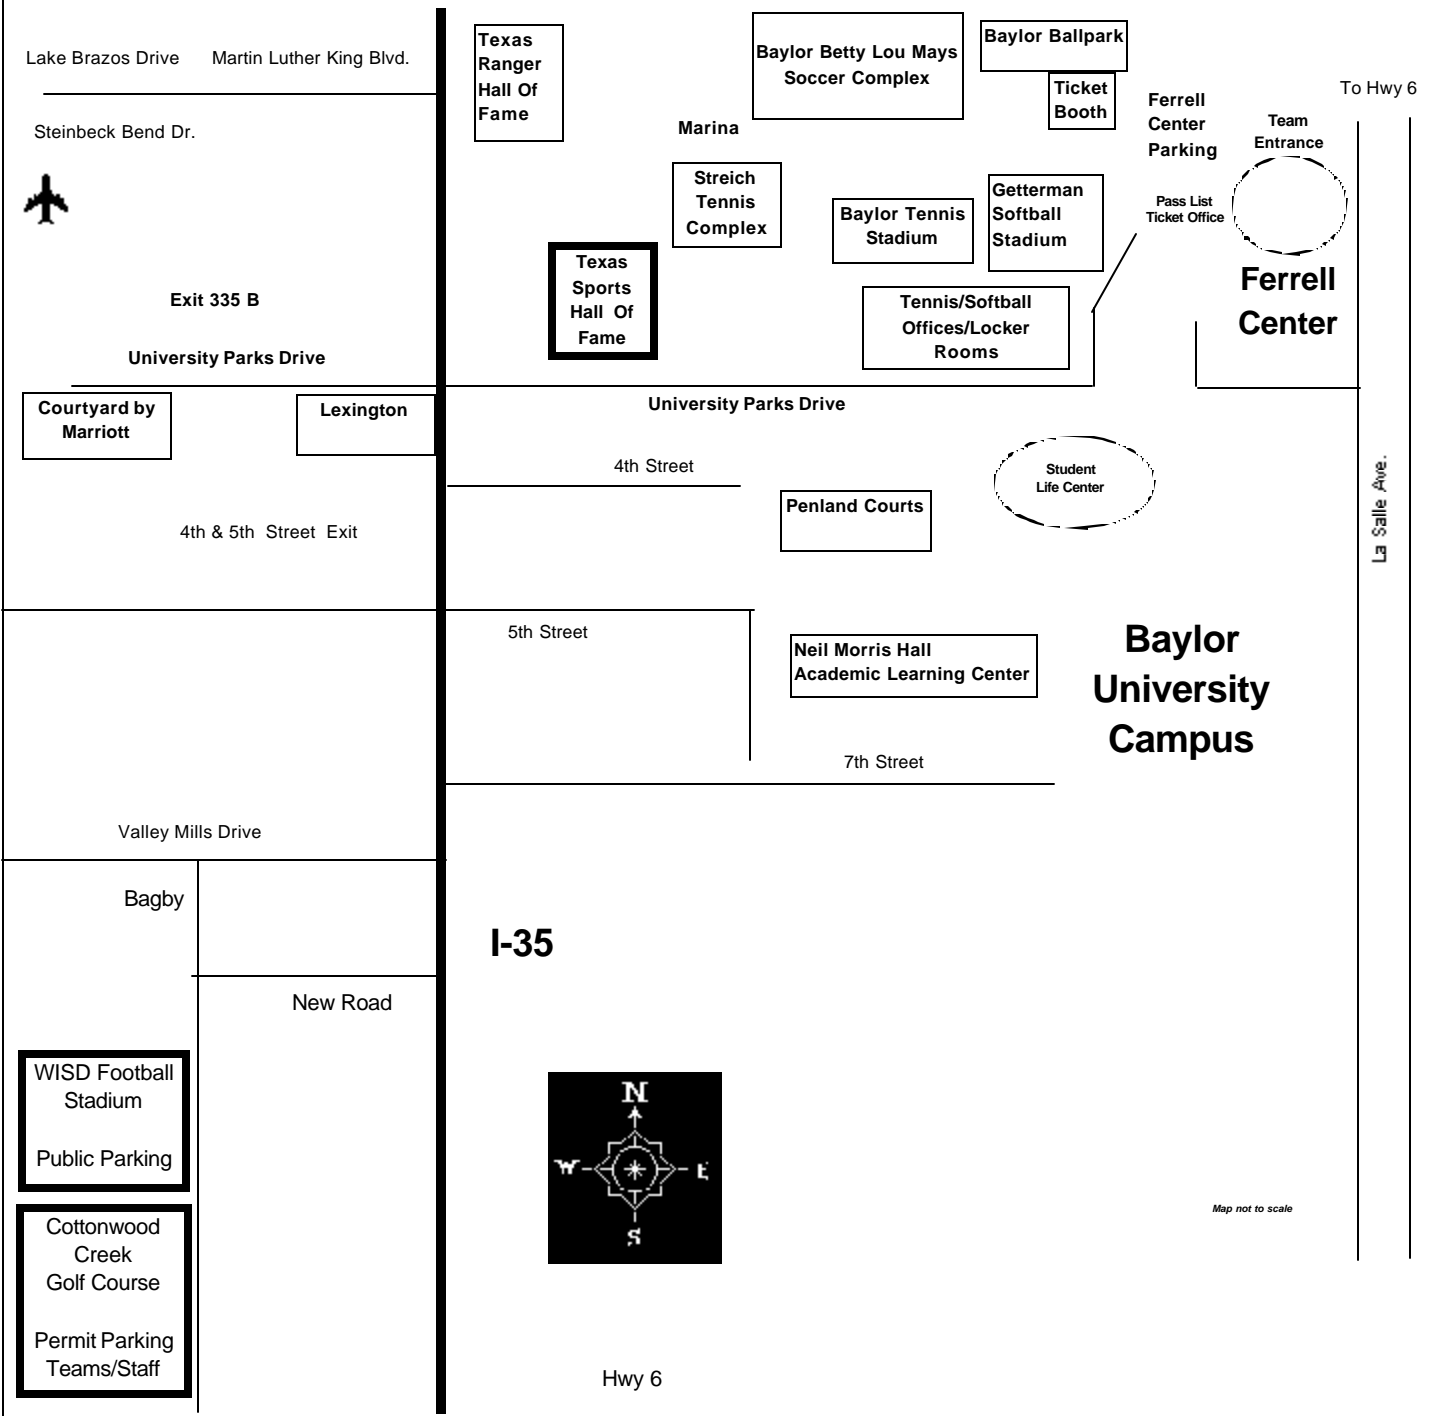 Lake Brazos Drive
Martin Luther King Blvd.
Steinbeck Bend Dr.
Texas
Ranger
Hall Of
Fame
Baylor Betty Lou Mays
Soccer Complex
Baylor Ballpark
Ticket
Booth
Marina
Ferrell
Center
Parking
Team
Entrance
To Hwy 6
Streich
Tennis
Complex
Baylor Tennis
Stadium
Getterman
Softball
Stadium
Pass List
Ticket Office
Texas
Sports
Hall Of
Fame
Tennis/Softball
Offices/Locker
Rooms
Ferrell
Center
Exit 335 B
University Parks Drive
Courtyard by
Marriott
Lexington
University Parks Drive
4th Street
Student
Life Center
Penland Courts
La Salle Ave.
4th & 5th Street Exit
5th Street
Neil Morris Hall
Academic Learning Center
Baylor
University
Campus
7th Street
Valley Mills Drive
Bagby
I-35
New Road
WISD Football
Stadium
Public Parking
N
W
E
S
Cottonwood
Creek
Golf Course
Permit Parking
Teams/Staff
Map not to scale
Hwy 6